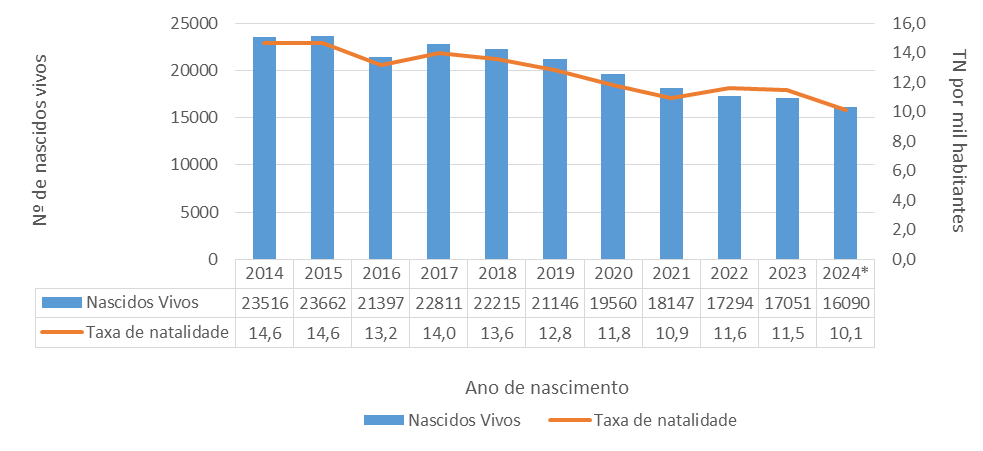 25000
20000
15000
10000
5000
0
Nº de nascidos vivos
16,0
14,0
12,0
10,0
8,0
6,0
4,0
2,0
0,0
TN por mil habitantes
2014 2015 2016 2017 2018 2019 2020 2021 2022 2023 2024*
Nascidos Vivos 23516 23662 21397 22811 22215 21146 19560 18147 17294 17051 16090
Taxa de natalidade 14,6 14,6 13,2 14,0 13,6 12,8 11,8 10,9 11,6 11,5 10,1
Ano de nascimento
Nascidos Vivos Taxa de natalidade